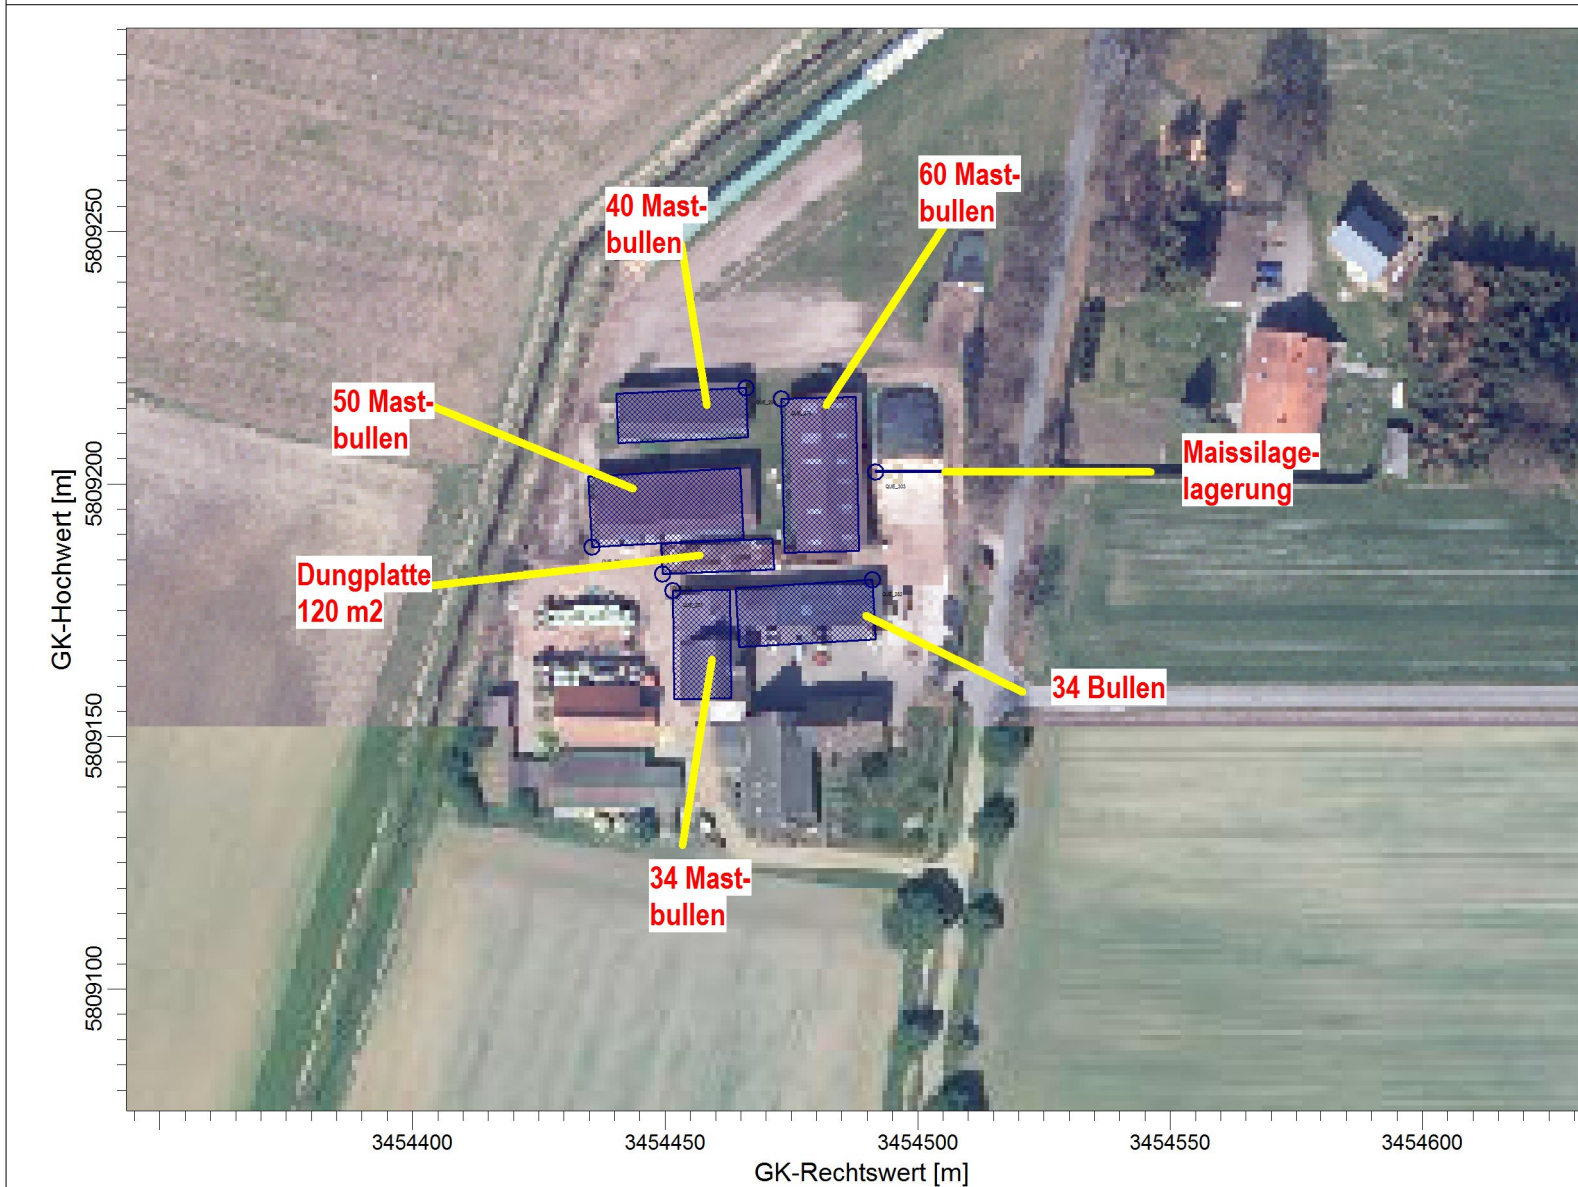 60 Mast-
bullen
40 Mast-
bullen
50 Mast-
bullen
Maissilage-
lagerung
Dungplatte
120 m2
34 Bullen
34 Mast-
bullen
GK-Hochwert [m]
5809250
5809200
5809150
5809100
3454400
3454450
3454500
3454550
3454600
GK-Rechtswert [m]